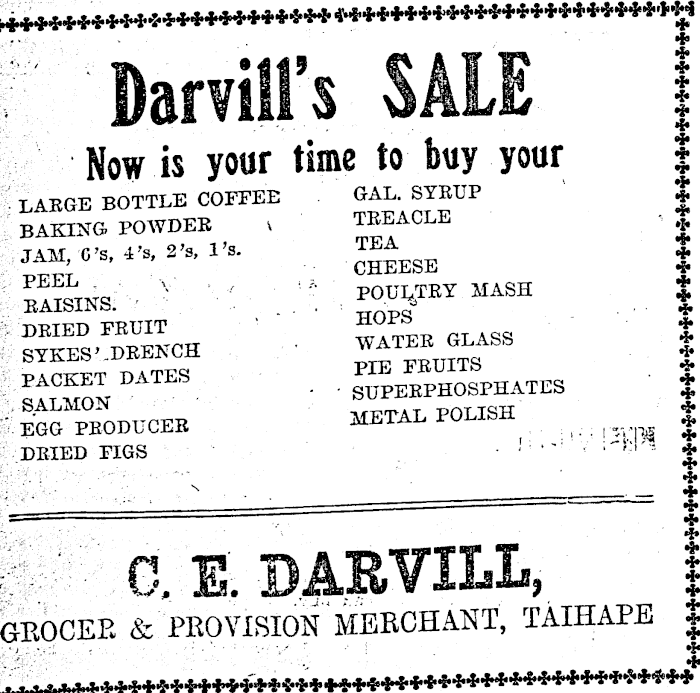 Darvill's SALE
Now is your time to buy your
LARGE BOTTLE COFFEE
BAKING POWDER
JAM, 6's, 4's, 2's, 1's.
PEEL
RAISINS.
DRIED FRUIT
SYKES' DRENCH
PACKET DATES
SALMON
EGG PRODUCER
DRIED FIGS
GAL. SYRUP
TREACLE
TEA
CHEESE
POULTRY MASH
HOPS
WATER GLASS
PIE FRUITS
SUPERPHOSPHATES
METAL POLISH
C. E. DARVILL,
GROCER & PROVISION MERCHANT, TAIHAPE